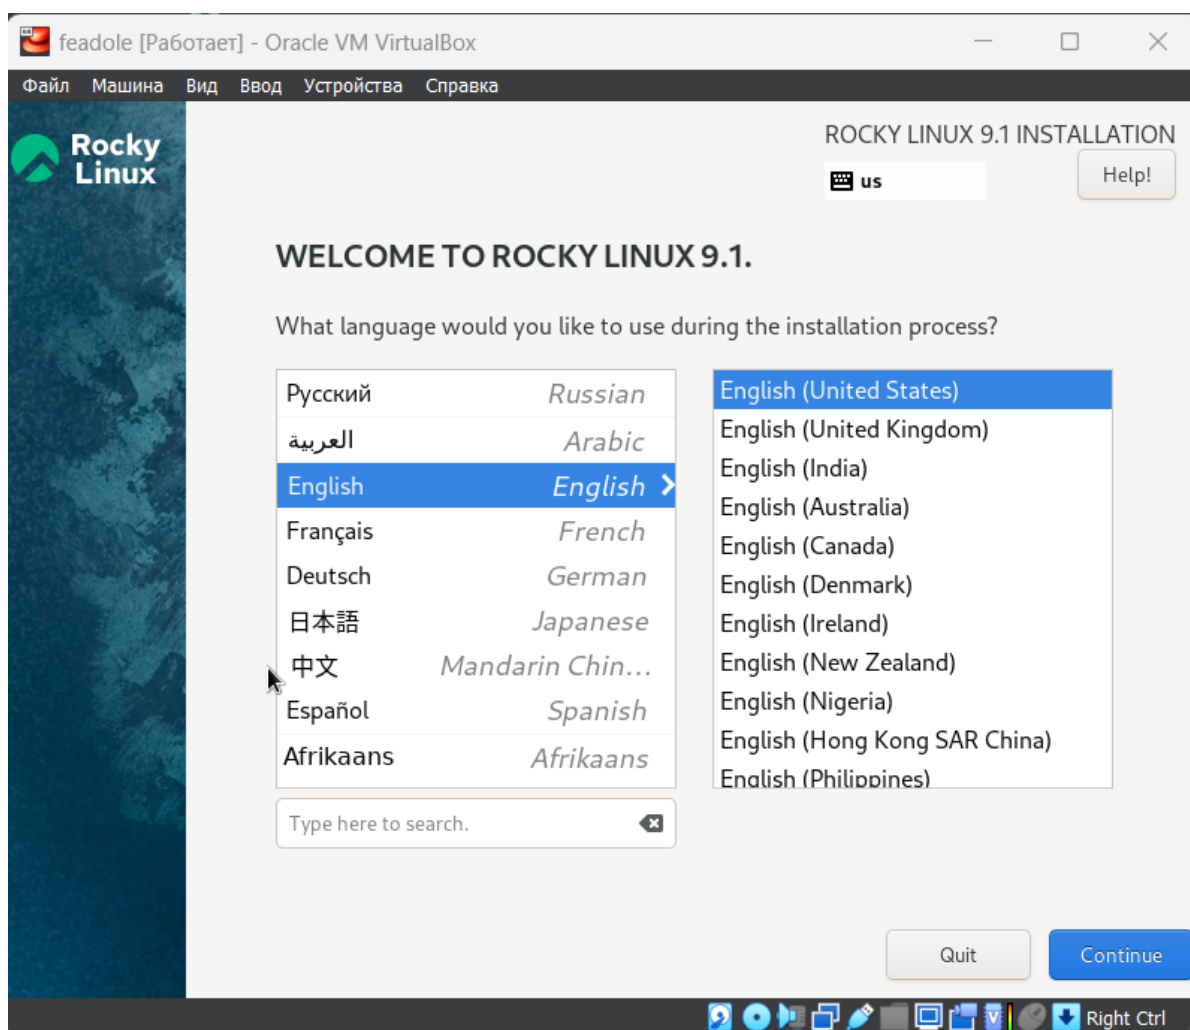 feadole [Работает] - Oracle VM VirtualBox
Файл Машина Вид Ввод Устройства Справка
Rocky
Linux
ROCKY LINUX 9.1 INSTALLATION
us
Help!
WELCOME TO ROCKY LINUX 9.1.
What language would you like to use during the installation process?
Русский Russian
العربية Arabic
English English
Français French
Deutsch German
日本語 Japanese
中文 Mandarin Chin...
Español Spanish
Afrikaans Afrikaans
English (United States)
English (United Kingdom)
English (India)
English (Australia)
English (Canada)
English (Denmark)
English (Ireland)
English (New Zealand)
English (Nigeria)
English (Hong Kong SAR China)
English (Philippines)
Type here to search.
Quit
Continue
Right Ctrl